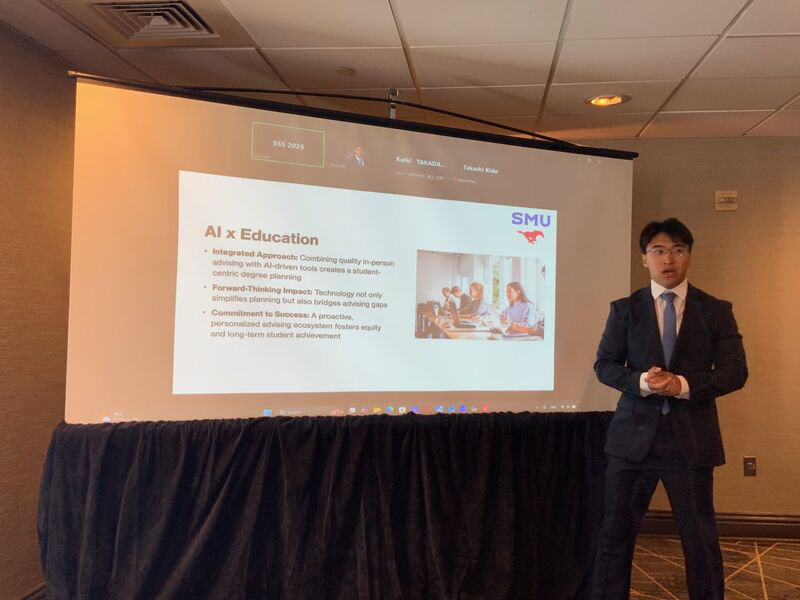 SSS 2025
Keiki TAKADA...
Takashi Kido
SMU
AI x Education
• Integrated Approach: Combining quality in-person
advising with AI-driven tools creates a student-
centric degree planning
• Forward-Thinking Impact: Technology not only
simplifies planning but also bridges advising gaps
• Commitment to Success: A proactive,
personalized advising ecosystem fosters equity
and long-term student achievement
Search